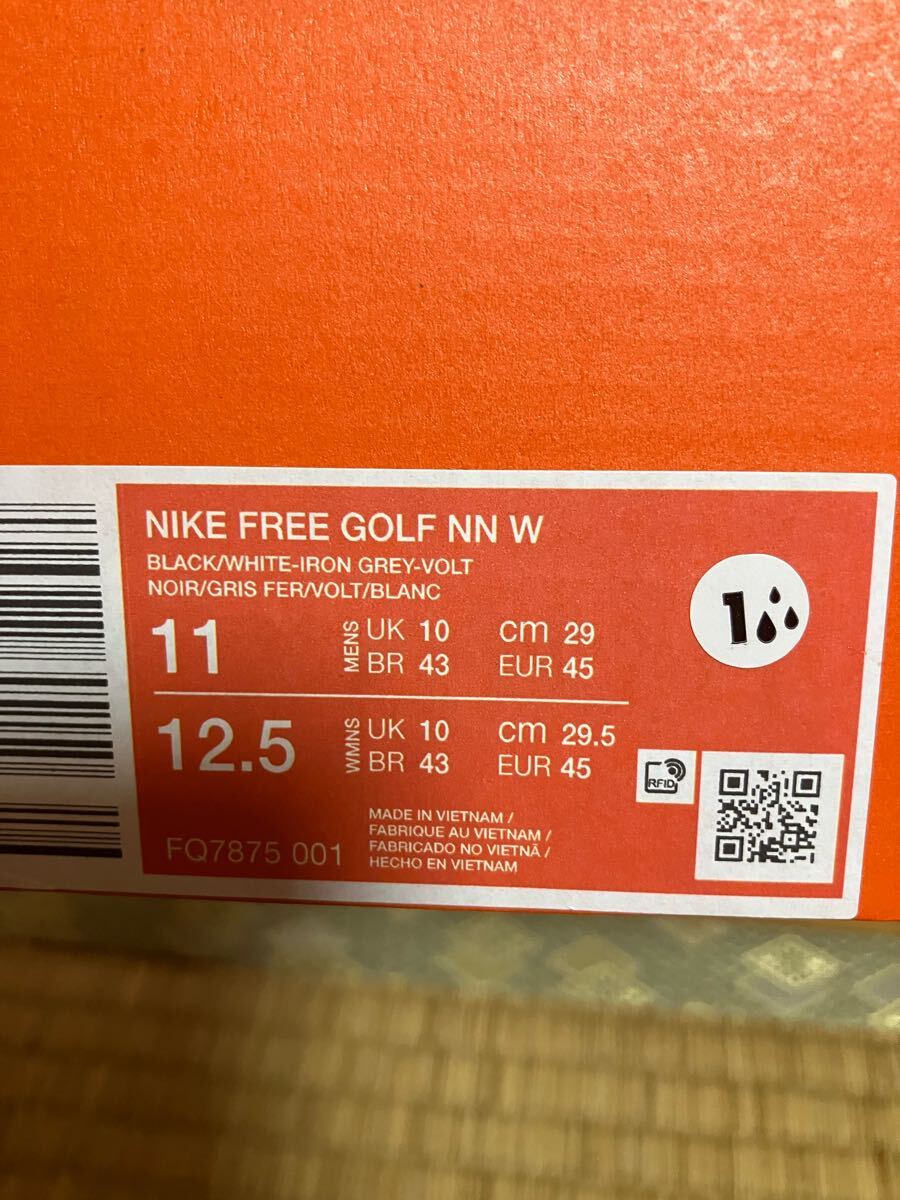 NIKE FREE GOLF NN W
BLACK/WHITE-IRON GREY-VOLT
NOIR/GRIS FER/VOLT/BLANC
11 MENS UK 10 cm 29
BR 43 EUR 45
12.5 WMNS UK 10 cm 29.5
BR 43 EUR 45
FQ7875 001
MADE IN VIETNAM /
FABRIQUE AU VIETNAM /
FABRICADO NO VIETNÃ /
HECHO EN VIETNAM
RFID
1